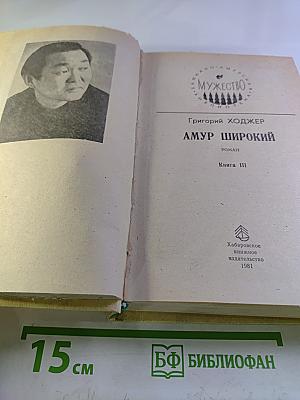 МУЖЕСТВО
Григорий ХОДЖЕР
АМУР ШИРОКИЙ
РОМАН
Книга III
Хабаровское
книжное
издательство
1981
15 см
БФ БИБЛИОФАН